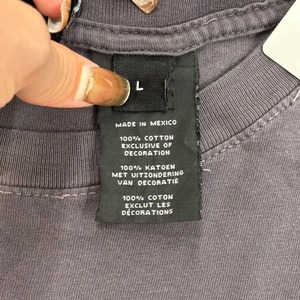 L
MADE IN MEXICO
100% COTTON
EXCLUSIVE OF
DECORATION
100% KATOEN
MET UITZONDERING
VAN DECORATIE
100% COTON
EXCLUT LES
DÉCORATIONS